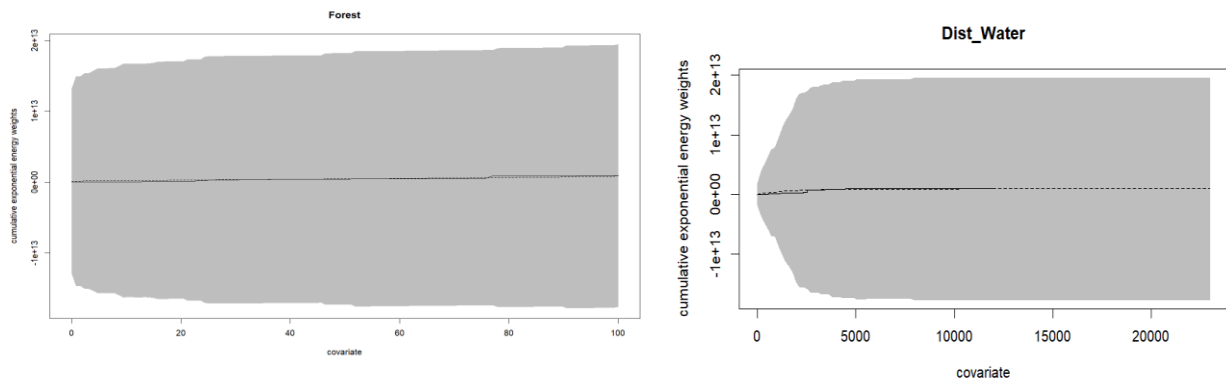 Forest
cumulative exponential energy weights
2e+13
1e+13
0e+00
-1e+13
0 20 40 60 80 100
covariate
Dist_Water
cumulative exponential energy weights
2e+13
1e+13
0e+00
-1e+13
0 5000 10000 15000 20000
covariate